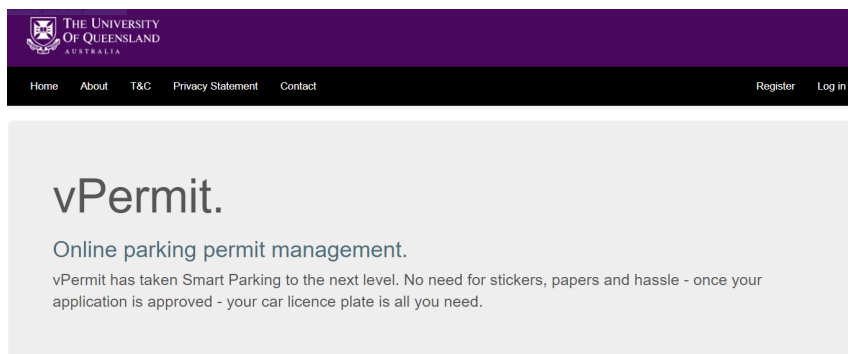 THE UNIVERSITY
OF QUEENSLAND
AUSTRALIA
Home About T&C Privacy Statement Contact Register Log in
vPermit.
Online parking permit management.
vPermit has taken Smart Parking to the next level. No need for stickers, papers and hassle - once your
application is approved - your car licence plate is all you need.